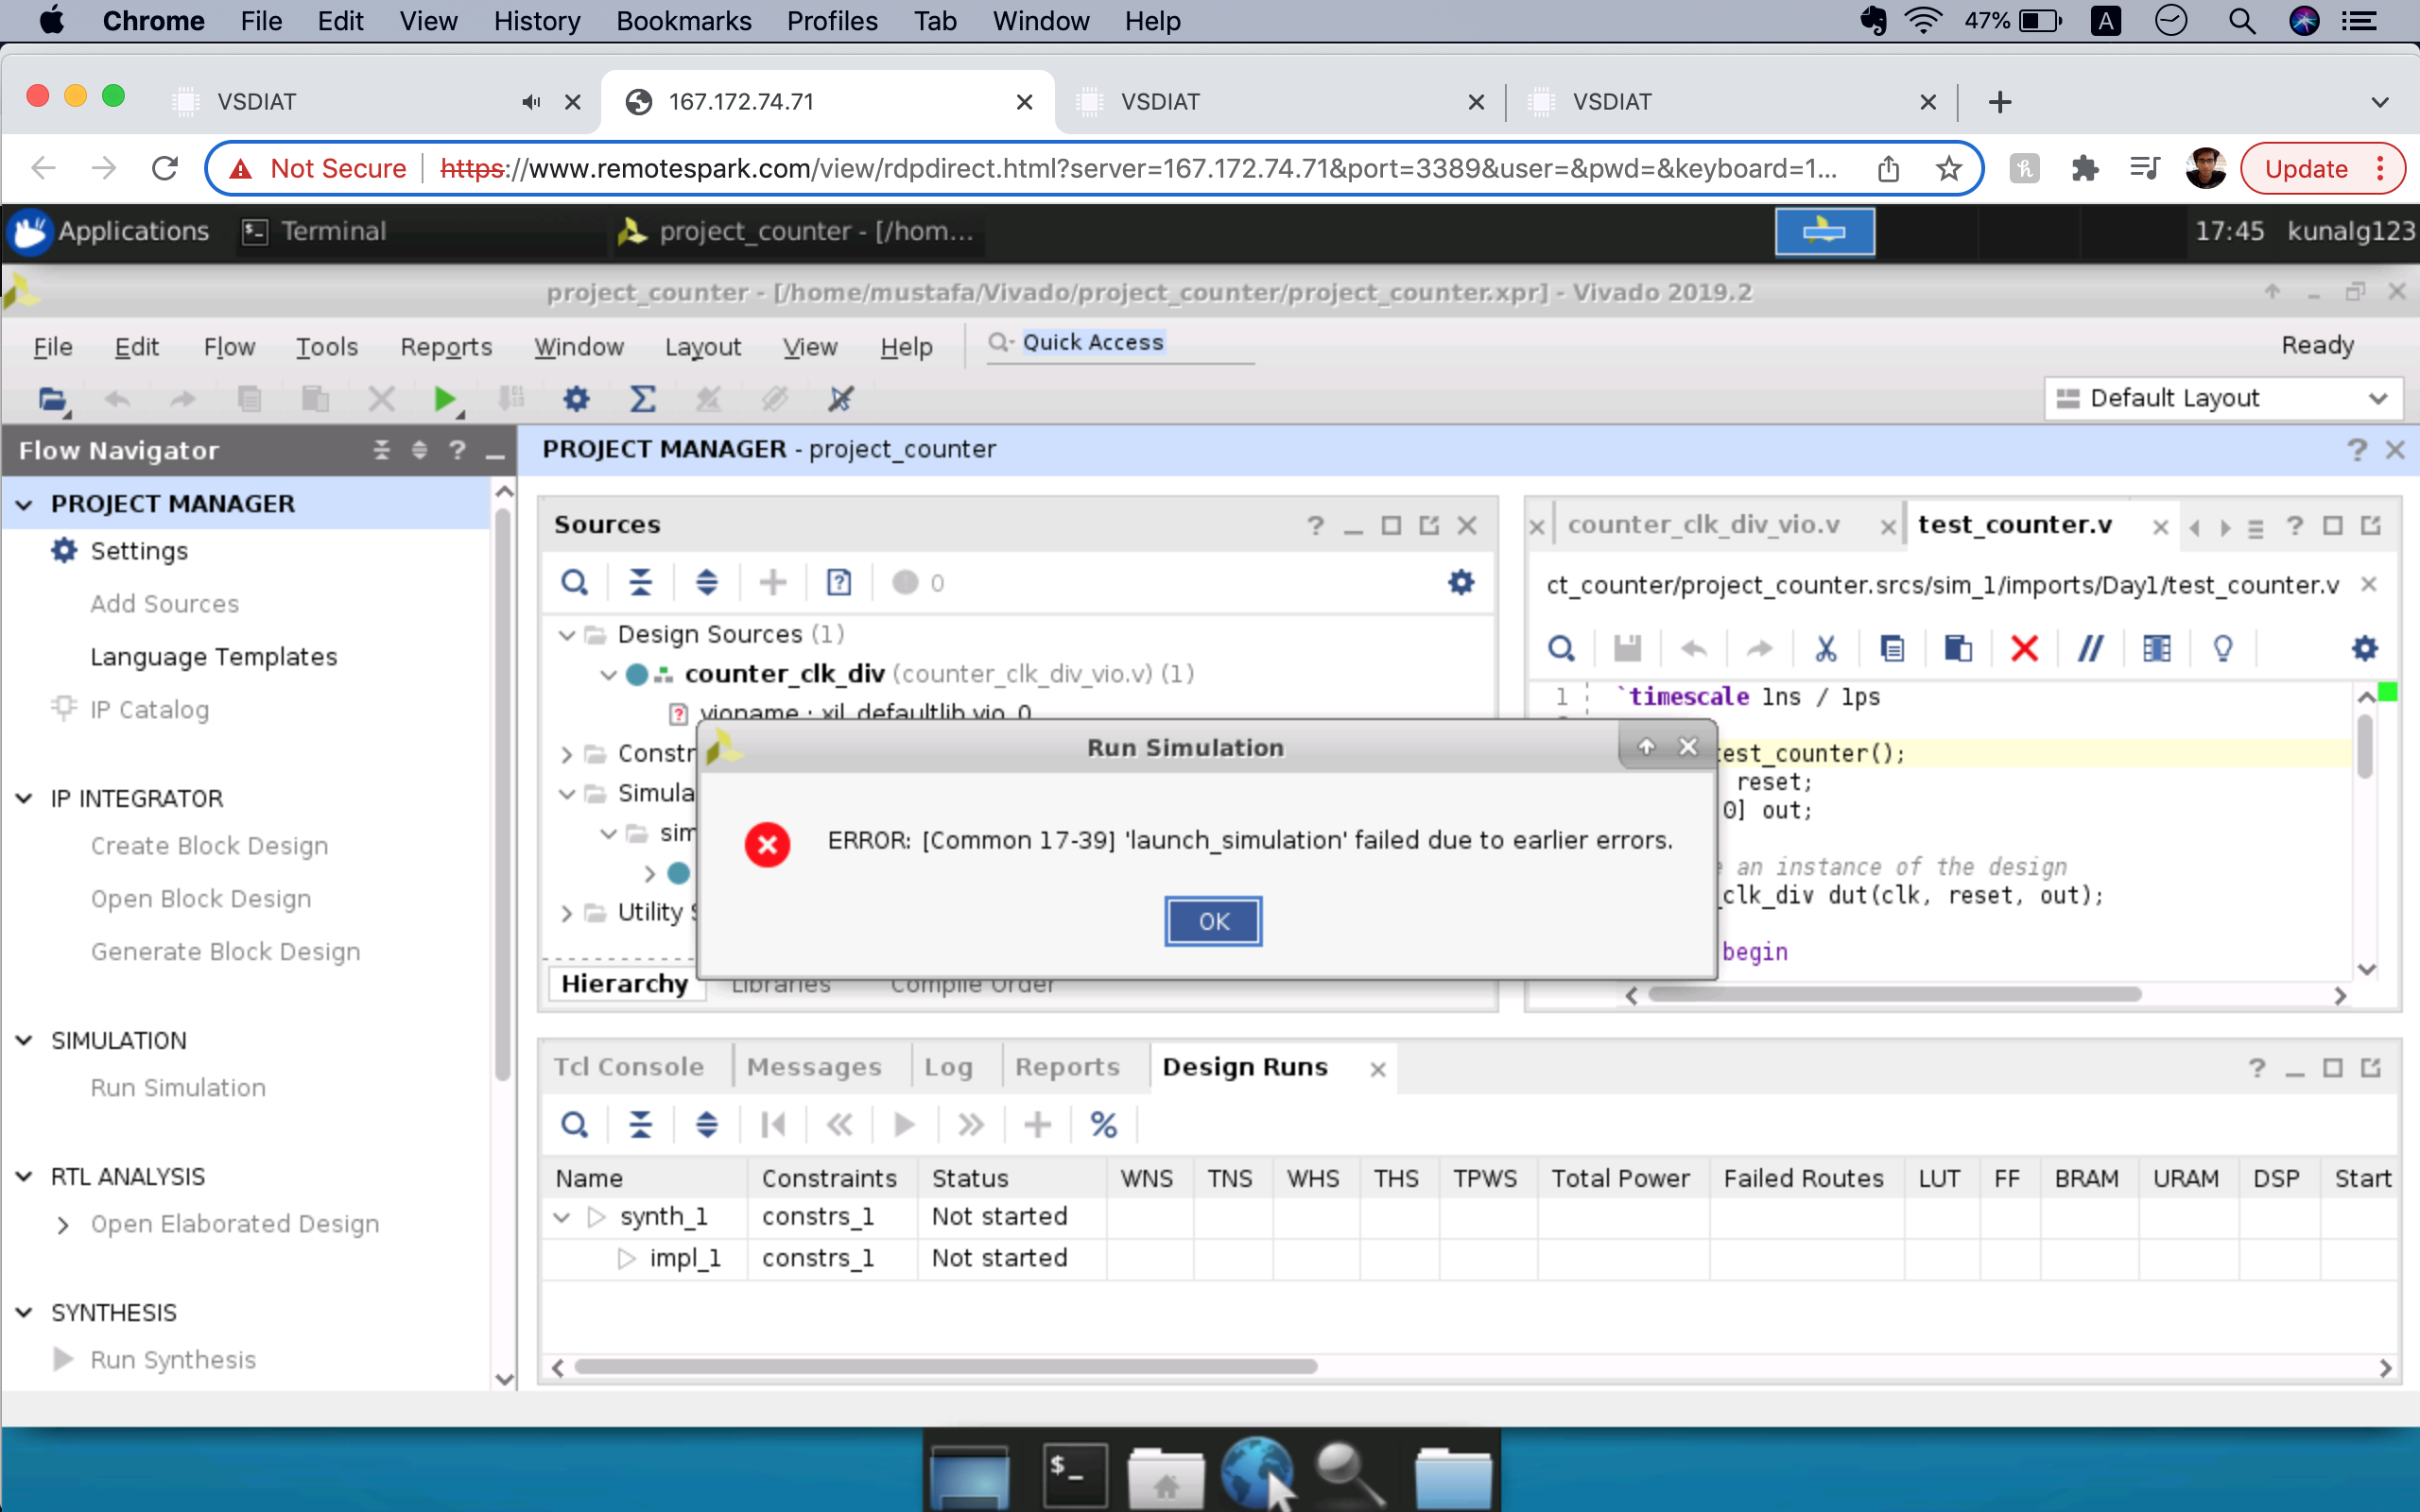 Chrome File Edit View History Bookmarks Profiles Tab Window Help 47% A
VSDIAT 167.172.74.71 VSDIAT VSDIAT
Not Secure https://www.remotespark.com/view/rdpdirect.html?server=167.172.74.71&port=3389&user=&pwd=&keyboard=1... Update
Applications Terminal project_counter - [/hom... 17:45 kunalg123
project_counter - [/home/mustafa/Vivado/project_counter/project_counter.xpr] - Vivado 2019.2
File Edit Flow Tools Reports Window Layout View Help Quick Access Ready
Default Layout
Flow Navigator
PROJECT MANAGER
Settings
Add Sources
Language Templates
IP Catalog
IP INTEGRATOR
Create Block Design
Open Block Design
Generate Block Design
SIMULATION
Run Simulation
RTL ANALYSIS
Open Elaborated Design
SYNTHESIS
Run Synthesis
PROJECT MANAGER - project_counter
Sources
0
Design Sources (1)
counter_clk_div (counter_clk_div_vio.v) (1)
vioname : xil_defaultlib.vio_0
Constr
Simula
sim
Utility S
Hierarchy Libraries Compile Order
counter_clk_div_vio.v test_counter.v
ct_counter/project_counter.srcs/sim_1/imports/Day1/test_counter.v
1 `timescale 1ns / 1ps
test_counter();
reset;
0] out;
an instance of the design
_clk_div dut(clk, reset, out);
begin
Run Simulation
ERROR: [Common 17-39] 'launch_simulation' failed due to earlier errors.
OK
Tcl Console Messages Log Reports Design Runs
Name Constraints Status WNS TNS WHS THS TPWS Total Power Failed Routes LUT FF BRAM URAM DSP Start
synth_1 constrs_1 Not started
impl_1 constrs_1 Not started